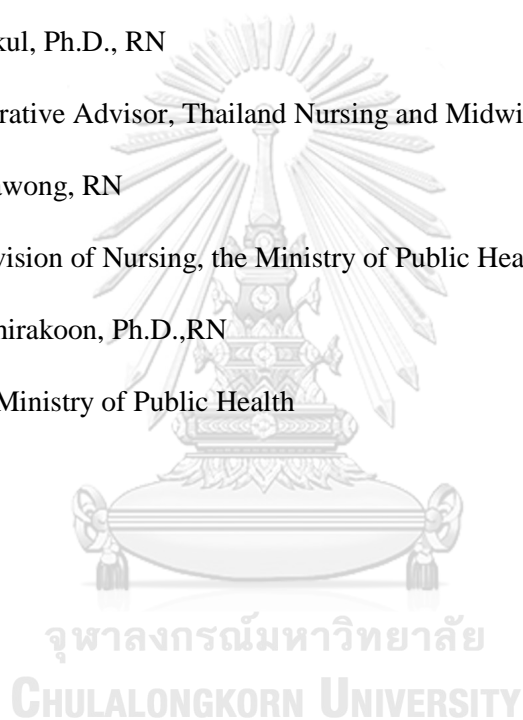 kul, Ph.D., RN
rative Advisor, Thailand Nursing and Midwi
wong, RN
vision of Nursing, the Ministry of Public Hea
hirakoon, Ph.D.,RN
Ministry of Public Health
จุฬาลงกรณ์มหาวิทยาลัย
CHULALONGKORN UNIVERSITY